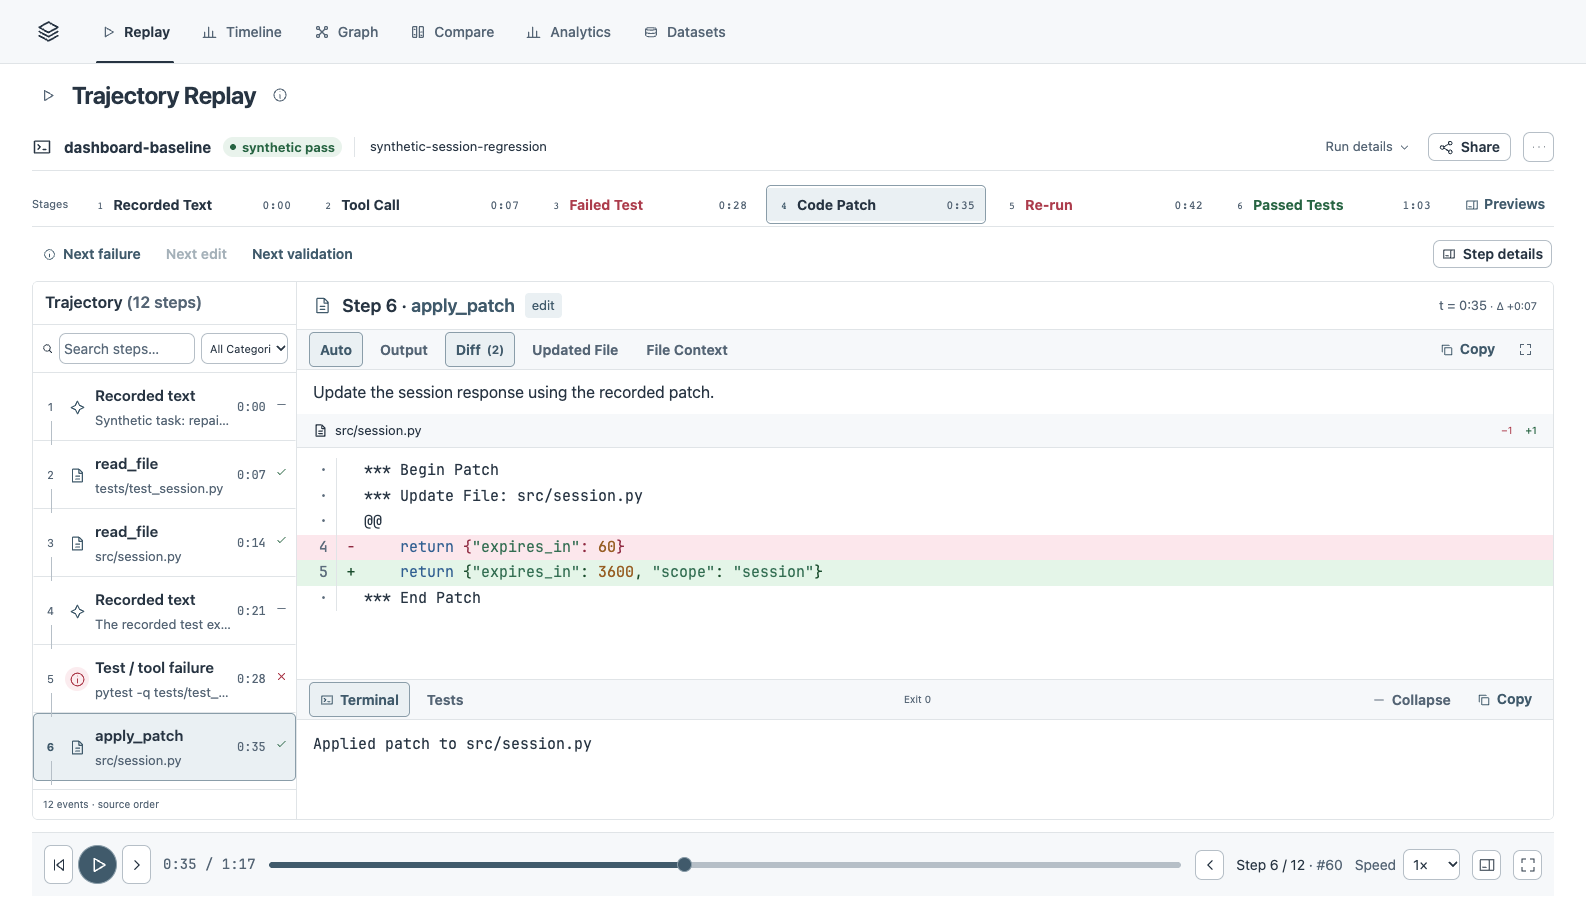 Replay Timeline Graph Compare Analytics Datasets
Trajectory Replay
dashboard-baseline synthetic pass synthetic-session-regression Run details Share ...
Stages 1 Recorded Text 0:00 2 Tool Call 0:07 3 Failed Test 0:28 4 Code Patch 0:35 5 Re-run 0:42 6 Passed Tests 1:03 Previews
Next failure Next edit Next validation Step details
Trajectory (12 steps)
Search steps... All Categori
1 Recorded text 0:00 –
Synthetic task: repai...
2 read_file 0:07 ✓
tests/test_session.py
3 read_file 0:14 ✓
src/session.py
4 Recorded text 0:21 –
The recorded test ex...
5 Test / tool failure 0:28 ×
pytest -q tests/test_...
6 apply_patch 0:35 ✓
src/session.py
12 events · source order
Step 6 · apply_patch edit t = 0:35 · Δ +0:07
Auto Output Diff (2) Updated File File Context Copy
Update the session response using the recorded patch.
src/session.py −1 +1
· *** Begin Patch
· *** Update File: src/session.py
· @@
4 - return {"expires_in": 60}
5 + return {"expires_in": 3600, "scope": "session"}
· *** End Patch
Terminal Tests Exit 0 — Collapse Copy
Applied patch to src/session.py
0:35 / 1:17 Step 6 / 12 · #60 Speed 1×